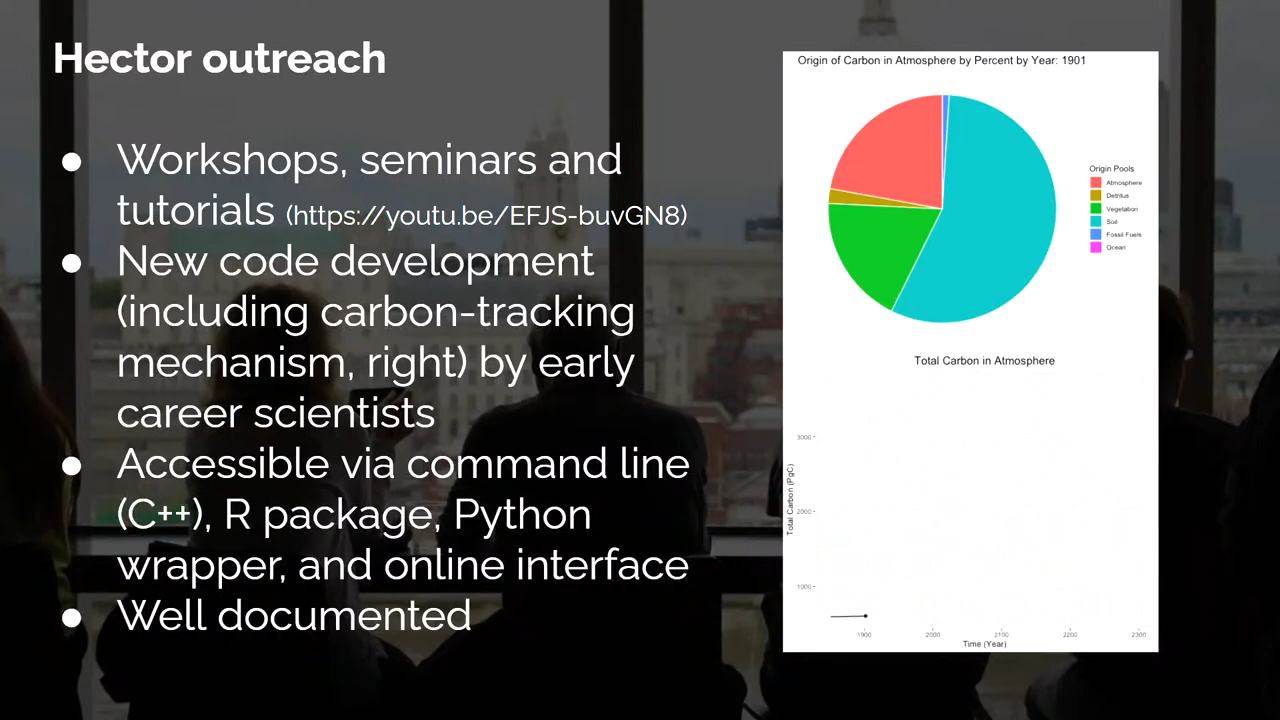 Hector outreach
● Workshops, seminars and
tutorials (https://youtu.be/EFJS-buvGN8)
● New code development
(including carbon-tracking
mechanism, right) by early
career scientists
● Accessible via command line
(C++), R package, Python
wrapper, and online interface
● Well documented
Origin of Carbon in Atmosphere by Percent by Year: 1901
Origin Pools
Atmosphere
Detritus
Vegetation
Soil
Fossil Fuels
Ocean
Total Carbon in Atmosphere
Total Carbon (PgC)
3000
2000
1000
1900 2000 2100 2200 2300
Time (Year)